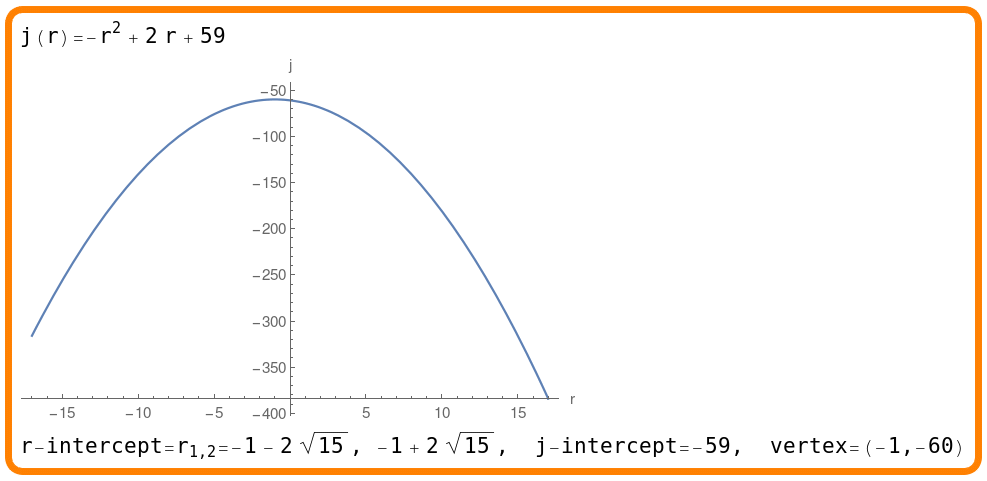 j(r)=-r²+2r+59
j
-50
-100
-150
-200
-250
-300
-350
-400
-15 -10 -5 5 10 15 r
r-intercept=r₁,₂=-1-2√15, -1+2√15, j-intercept=-59, vertex=(-1,-60)